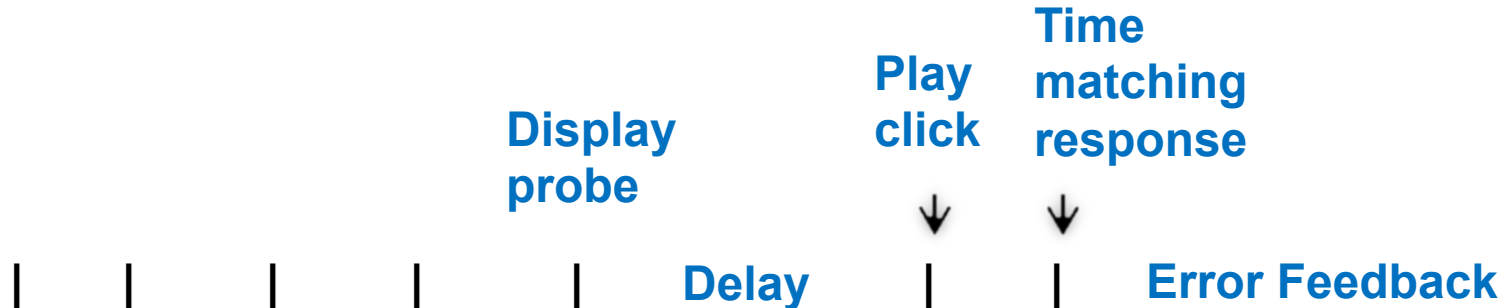 Display
probe
Delay
Play
click
Time
matching
response
Error Feedback